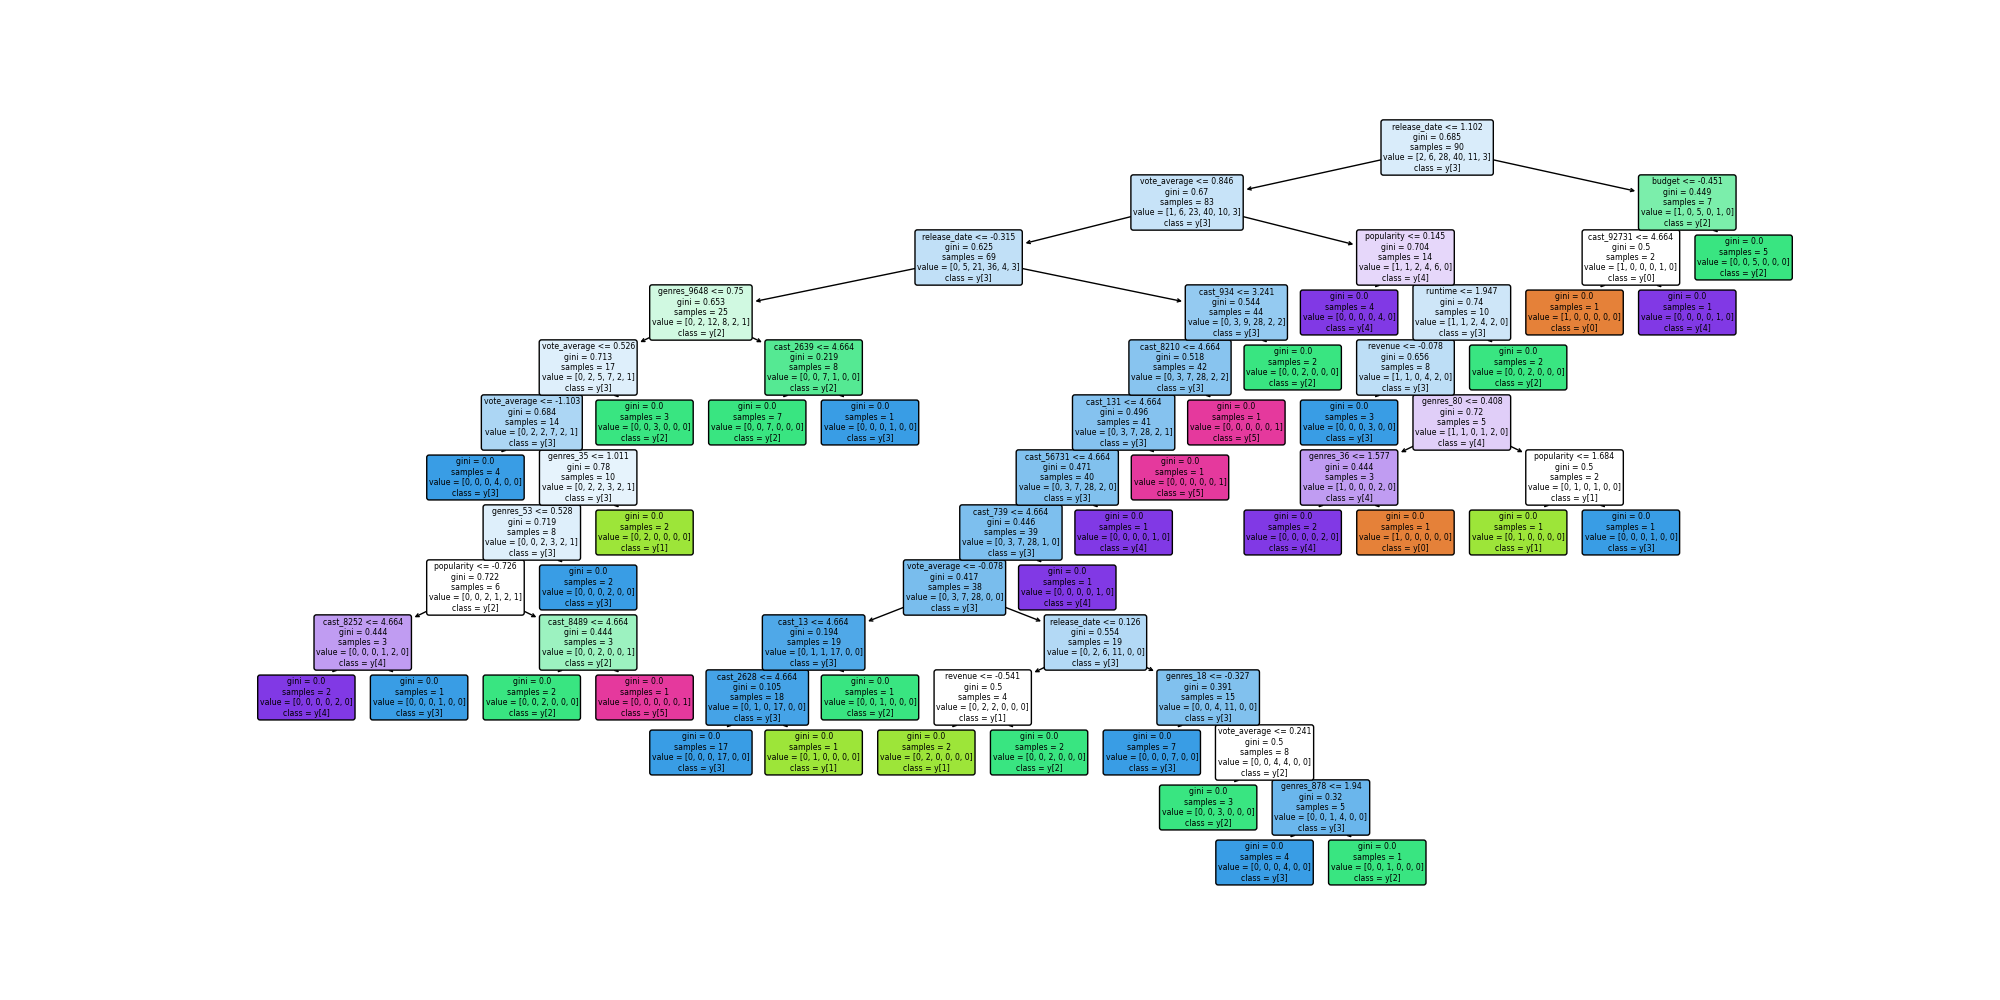 release_date <= 1.102
gini = 0.685
samples = 90
value = [2, 6, 28, 40, 11, 3]
class = y[3]
vote_average <= 0.846
gini = 0.67
samples = 83
value = [1, 6, 23, 40, 10, 3]
class = y[3]
budget <= -0.451
gini = 0.449
samples = 7
value = [1, 0, 5, 0, 1, 0]
class = y[2]
release_date <= -0.315
gini = 0.625
samples = 69
value = [0, 5, 21, 36, 4, 3]
class = y[3]
popularity <= 0.145
gini = 0.704
samples = 14
value = [1, 1, 2, 4, 6, 0]
class = y[4]
cast_92731 <= 4.664
gini = 0.5
samples = 2
value = [1, 0, 0, 0, 1, 0]
class = y[0]
gini = 0.0
samples = 5
value = [0, 0, 5, 0, 0, 0]
class = y[2]
genres_9648 <= 0.75
gini = 0.653
samples = 25
value = [0, 2, 12, 8, 2, 1]
class = y[2]
cast_934 <= 3.241
gini = 0.544
samples = 44
value = [0, 3, 9, 28, 2, 2]
class = y[3]
gini = 0.0
samples = 4
value = [0, 0, 0, 0, 4, 0]
class = y[4]
runtime <= 1.947
gini = 0.74
samples = 10
value = [1, 1, 2, 4, 2, 0]
class = y[3]
gini = 0.0
samples = 1
value = [1, 0, 0, 0, 0, 0]
class = y[0]
gini = 0.0
samples = 1
value = [0, 0, 0, 0, 1, 0]
class = y[4]
vote_average <= 0.526
gini = 0.713
samples = 17
value = [0, 2, 5, 7, 2, 1]
class = y[3]
cast_2639 <= 4.664
gini = 0.219
samples = 8
value = [0, 0, 7, 1, 0, 0]
class = y[2]
cast_8210 <= 4.664
gini = 0.518
samples = 42
value = [0, 3, 7, 28, 2, 2]
class = y[3]
gini = 0.0
samples = 2
value = [0, 0, 2, 0, 0, 0]
class = y[2]
revenue <= -0.078
gini = 0.656
samples = 8
value = [1, 1, 0, 4, 2, 0]
class = y[3]
gini = 0.0
samples = 2
value = [0, 0, 2, 0, 0, 0]
class = y[2]
vote_average <= -1.103
gini = 0.684
samples = 14
value = [0, 2, 2, 7, 2, 1]
class = y[3]
gini = 0.0
samples = 3
value = [0, 0, 3, 0, 0, 0]
class = y[2]
gini = 0.0
samples = 7
value = [0, 0, 7, 0, 0, 0]
class = y[2]
gini = 0.0
samples = 1
value = [0, 0, 0, 1, 0, 0]
class = y[3]
cast_131 <= 4.664
gini = 0.496
samples = 41
value = [0, 3, 7, 28, 2, 1]
class = y[3]
gini = 0.0
samples = 1
value = [0, 0, 0, 0, 0, 1]
class = y[5]
gini = 0.0
samples = 3
value = [0, 0, 0, 3, 0, 0]
class = y[3]
genres_80 <= 0.408
gini = 0.72
samples = 5
value = [1, 1, 0, 1, 2, 0]
class = y[4]
gini = 0.0
samples = 4
value = [0, 0, 0, 4, 0, 0]
class = y[3]
genres_35 <= 1.011
gini = 0.78
samples = 10
value = [0, 2, 2, 3, 2, 1]
class = y[3]
cast_56731 <= 4.664
gini = 0.471
samples = 40
value = [0, 3, 7, 28, 2, 0]
class = y[3]
gini = 0.0
samples = 1
value = [0, 0, 0, 0, 0, 1]
class = y[5]
genres_36 <= 1.577
gini = 0.444
samples = 3
value = [1, 0, 0, 0, 2, 0]
class = y[4]
popularity <= 1.684
gini = 0.5
samples = 2
value = [0, 1, 0, 1, 0, 0]
class = y[1]
genres_53 <= 0.528
gini = 0.719
samples = 8
value = [0, 0, 2, 3, 2, 1]
class = y[3]
gini = 0.0
samples = 2
value = [0, 2, 0, 0, 0, 0]
class = y[1]
cast_739 <= 4.664
gini = 0.446
samples = 39
value = [0, 3, 7, 28, 1, 0]
class = y[3]
gini = 0.0
samples = 1
value = [0, 0, 0, 0, 1, 0]
class = y[4]
gini = 0.0
samples = 2
value = [0, 0, 0, 0, 2, 0]
class = y[4]
gini = 0.0
samples = 1
value = [1, 0, 0, 0, 0, 0]
class = y[0]
gini = 0.0
samples = 1
value = [0, 1, 0, 0, 0, 0]
class = y[1]
gini = 0.0
samples = 1
value = [0, 0, 0, 1, 0, 0]
class = y[3]
popularity <= -0.726
gini = 0.722
samples = 6
value = [0, 0, 2, 1, 2, 1]
class = y[2]
gini = 0.0
samples = 2
value = [0, 0, 0, 2, 0, 0]
class = y[3]
vote_average <= -0.078
gini = 0.417
samples = 38
value = [0, 3, 7, 28, 0, 0]
class = y[3]
gini = 0.0
samples = 1
value = [0, 0, 0, 0, 1, 0]
class = y[4]
cast_8252 <= 4.664
gini = 0.444
samples = 3
value = [0, 0, 0, 1, 2, 0]
class = y[4]
cast_8489 <= 4.664
gini = 0.444
samples = 3
value = [0, 0, 2, 0, 0, 1]
class = y[2]
cast_13 <= 4.664
gini = 0.194
samples = 19
value = [0, 1, 1, 17, 0, 0]
class = y[3]
release_date <= 0.126
gini = 0.554
samples = 19
value = [0, 2, 6, 11, 0, 0]
class = y[3]
gini = 0.0
samples = 2
value = [0, 0, 0, 0, 2, 0]
class = y[4]
gini = 0.0
samples = 1
value = [0, 0, 0, 1, 0, 0]
class = y[3]
gini = 0.0
samples = 2
value = [0, 0, 2, 0, 0, 0]
class = y[2]
gini = 0.0
samples = 1
value = [0, 0, 0, 0, 0, 1]
class = y[5]
cast_2628 <= 4.664
gini = 0.105
samples = 18
value = [0, 1, 0, 17, 0, 0]
class = y[3]
gini = 0.0
samples = 1
value = [0, 0, 1, 0, 0, 0]
class = y[2]
revenue <= -0.541
gini = 0.5
samples = 4
value = [0, 2, 2, 0, 0, 0]
class = y[1]
genres_18 <= -0.327
gini = 0.391
samples = 15
value = [0, 0, 4, 11, 0, 0]
class = y[3]
gini = 0.0
samples = 17
value = [0, 0, 0, 17, 0, 0]
class = y[3]
gini = 0.0
samples = 1
value = [0, 1, 0, 0, 0, 0]
class = y[1]
gini = 0.0
samples = 2
value = [0, 2, 0, 0, 0, 0]
class = y[1]
gini = 0.0
samples = 2
value = [0, 0, 2, 0, 0, 0]
class = y[2]
gini = 0.0
samples = 7
value = [0, 0, 0, 7, 0, 0]
class = y[3]
vote_average <= 0.241
gini = 0.5
samples = 8
value = [0, 0, 4, 4, 0, 0]
class = y[2]
gini = 0.0
samples = 3
value = [0, 0, 3, 0, 0, 0]
class = y[2]
genres_878 <= 1.94
gini = 0.32
samples = 5
value = [0, 0, 1, 4, 0, 0]
class = y[3]
gini = 0.0
samples = 4
value = [0, 0, 0, 4, 0, 0]
class = y[3]
gini = 0.0
samples = 1
value = [0, 0, 1, 0, 0, 0]
class = y[2]